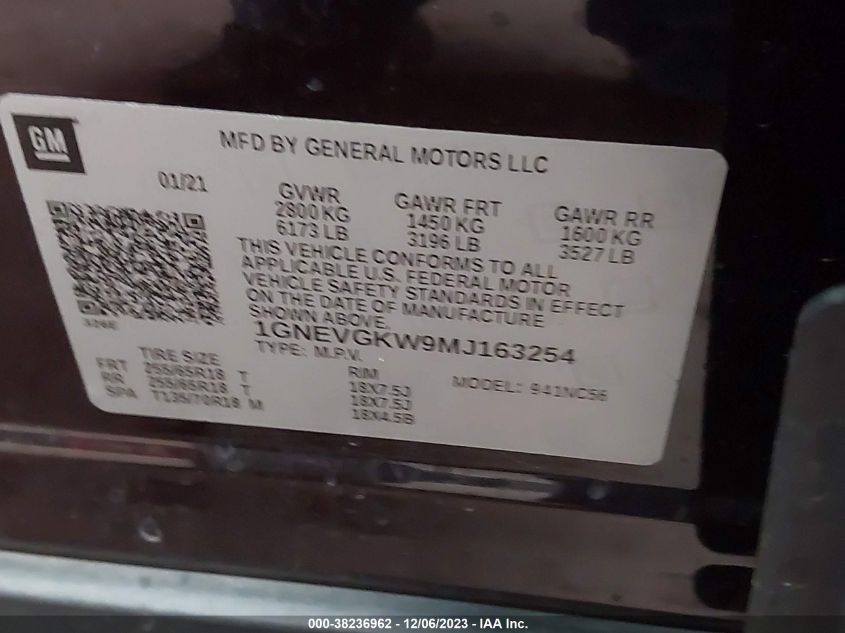 GM
MFD BY GENERAL MOTORS LLC
01/21
GVWR
2800 KG
6173 LB
GAWR FRT
1450 KG
3196 LB
GAWR RR
1600 KG
3527 LB
THIS VEHICLE CONFORMS TO ALL
APPLICABLE U.S. FEDERAL MOTOR
VEHICLE SAFETY STANDARDS IN EFFECT
ON THE DATE OF MANUFACTURE
SHOWN ABOVE.
1GNEVGKW9MJ163254
TYPE: M.P.V.
MODEL: 941NC56
TIRE SIZE
RIM
FRT 255/65R18 T 18X7.5J
RR 255/65R18 T 18X7.5J
SPA T135/70R18 M 18X4.5B
000-38236962 - 12/06/2023 - IAA Inc.